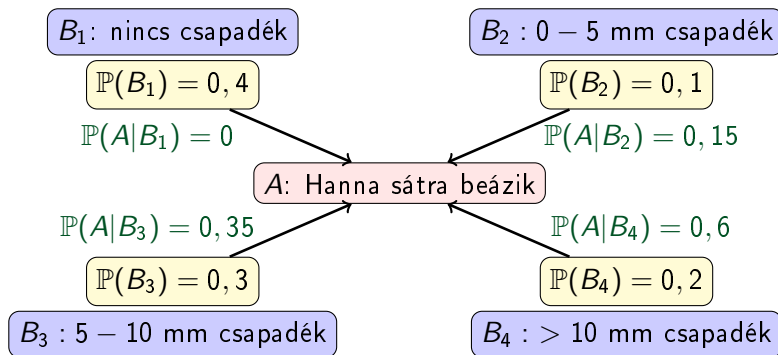 B₁: nincs csapadék
ℙ(B₁) = 0, 4
ℙ(A|B₁) = 0
B₂ : 0 − 5 mm csapadék
ℙ(B₂) = 0, 1
ℙ(A|B₂) = 0, 15
A: Hanna sátra beázik
ℙ(A|B₃) = 0, 35
ℙ(B₃) = 0, 3
B₃ : 5 − 10 mm csapadék
ℙ(A|B₄) = 0, 6
ℙ(B₄) = 0, 2
B₄ : > 10 mm csapadék